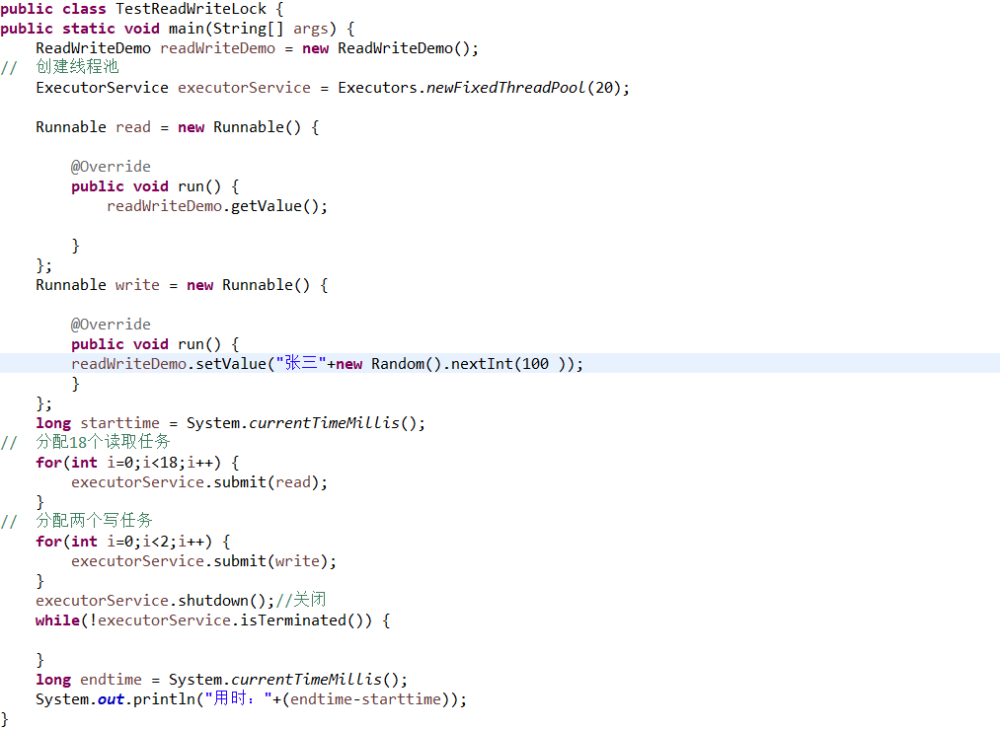 public class TestReadWriteLock {
public static void main(String[] args) {
    ReadWriteDemo readWriteDemo = new ReadWriteDemo();
//  创建线程池
    ExecutorService executorService = Executors.newFixedThreadPool(20);
    Runnable read = new Runnable() {
        @Override
        public void run() {
            readWriteDemo.getValue();
        }
    };
    Runnable write = new Runnable() {
        @Override
        public void run() {
        readWriteDemo.setValue("张三"+new Random().nextInt(100 ));
        }
    };
    long starttime = System.currentTimeMillis();
//  分配18个读取任务
    for(int i=0;i<18;i++) {
        executorService.submit(read);
    }
//  分配两个写任务
    for(int i=0;i<2;i++) {
        executorService.submit(write);
    }
    executorService.shutdown();//关闭
    while(!executorService.isTerminated()) {
    }
    long endtime = System.currentTimeMillis();
    System.out.println("用时："+(endtime-starttime));
}